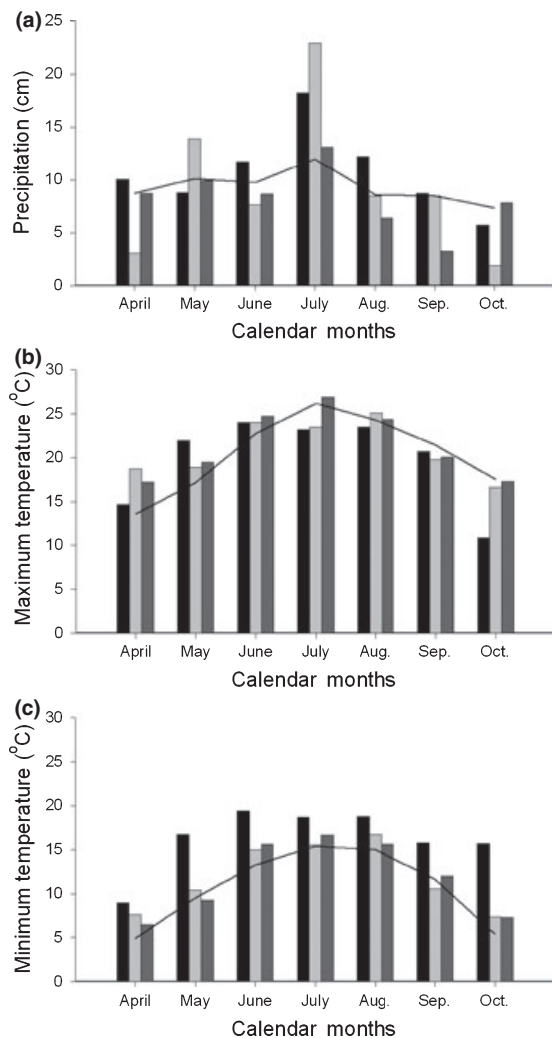 (a)
25
20
15
10
5
0
Precipitation (cm)
April May June July Aug. Sep. Oct.
Calendar months
(b)
30
25
20
15
10
5
0
Maximum temperature (⁰C)
April May June July Aug. Sep. Oct.
Calendar months
(c)
30
25
20
15
10
5
0
Minimum temperature (⁰C)
April May June July Aug. Sep. Oct.
Calendar months